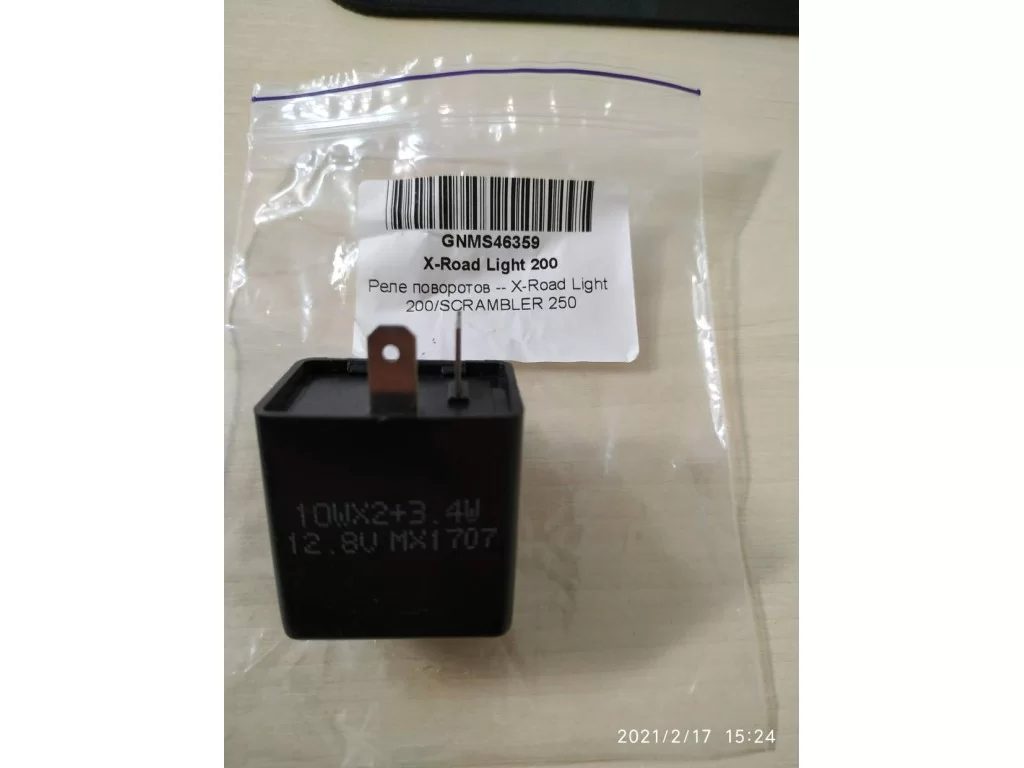 GNMS46359
X-Road Light 200
Реле поворотов -- X-Road Light
200/SCRAMBLER 250
10WX2+3.4W
12.8V MX1707
2021/2/17 15:24